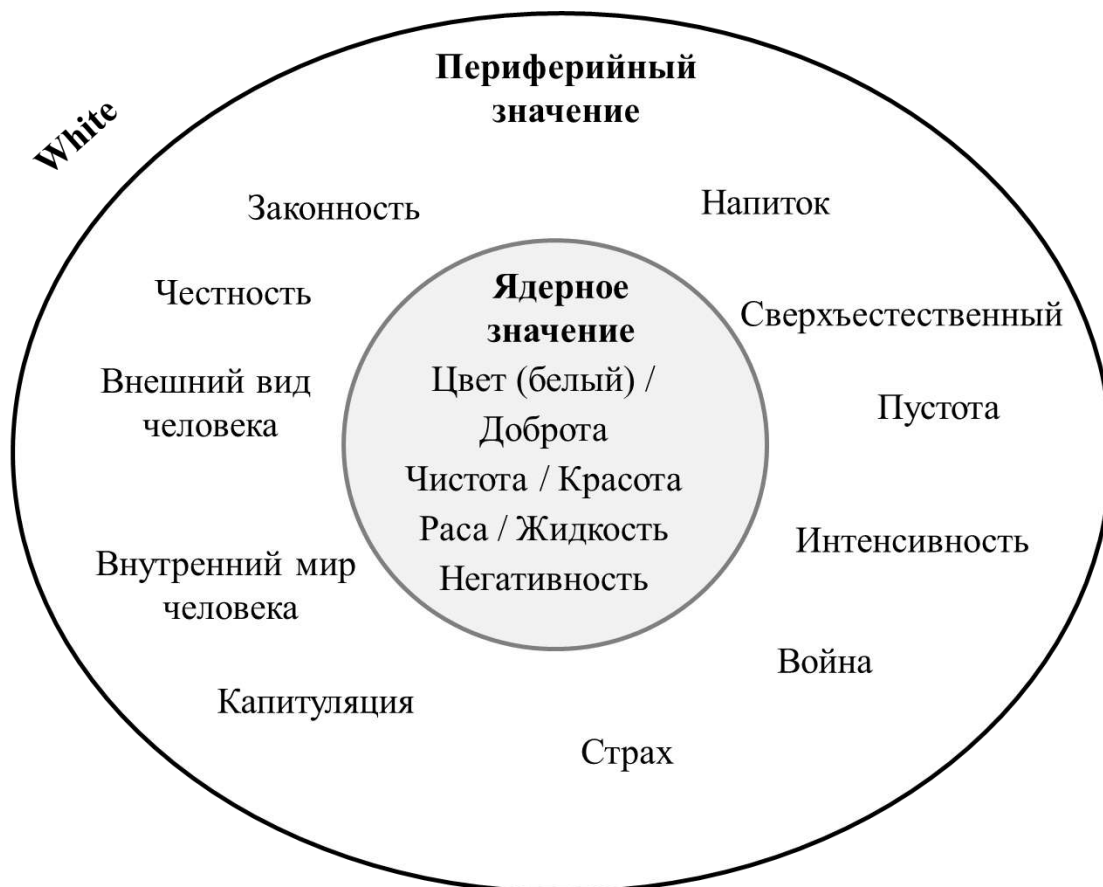 White
Периферийный
значение
Законность
Напиток
Честность
Сверхъестественный
Внешний вид
человека
Пустота
Ядерное
значение
Цвет (белый) /
Доброта
Чистота / Красота
Раса / Жидкость
Негативность
Интенсивность
Внутренний мир
человека
Война
Капитуляция
Страх